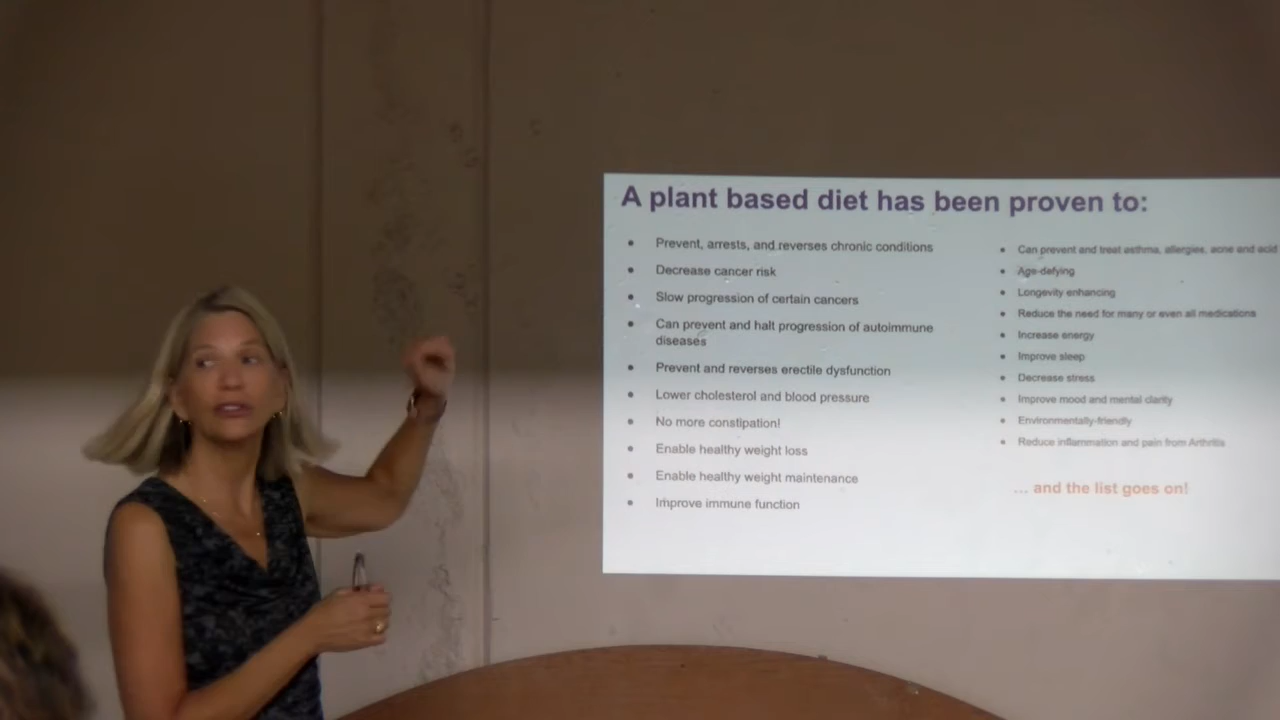 A plant based diet has been proven to:
• Prevent, arrests, and reverses chronic conditions
• Decrease cancer risk
• Slow progression of certain cancers
• Can prevent and halt progression of autoimmune
diseases
• Prevent and reverses erectile dysfunction
• Lower cholesterol and blood pressure
• No more constipation!
• Enable healthy weight loss
• Enable healthy weight maintenance
• Improve immune function
• Can prevent and treat asthma, allergies, acne and acid
• Age-defying
• Longevity enhancing
• Reduce the need for many or even all medications
• Increase energy
• Improve sleep
• Decrease stress
• Improve mood and mental clarity
• Environmentally-friendly
• Reduce inflammation and pain from Arthritis
... and the list goes on!